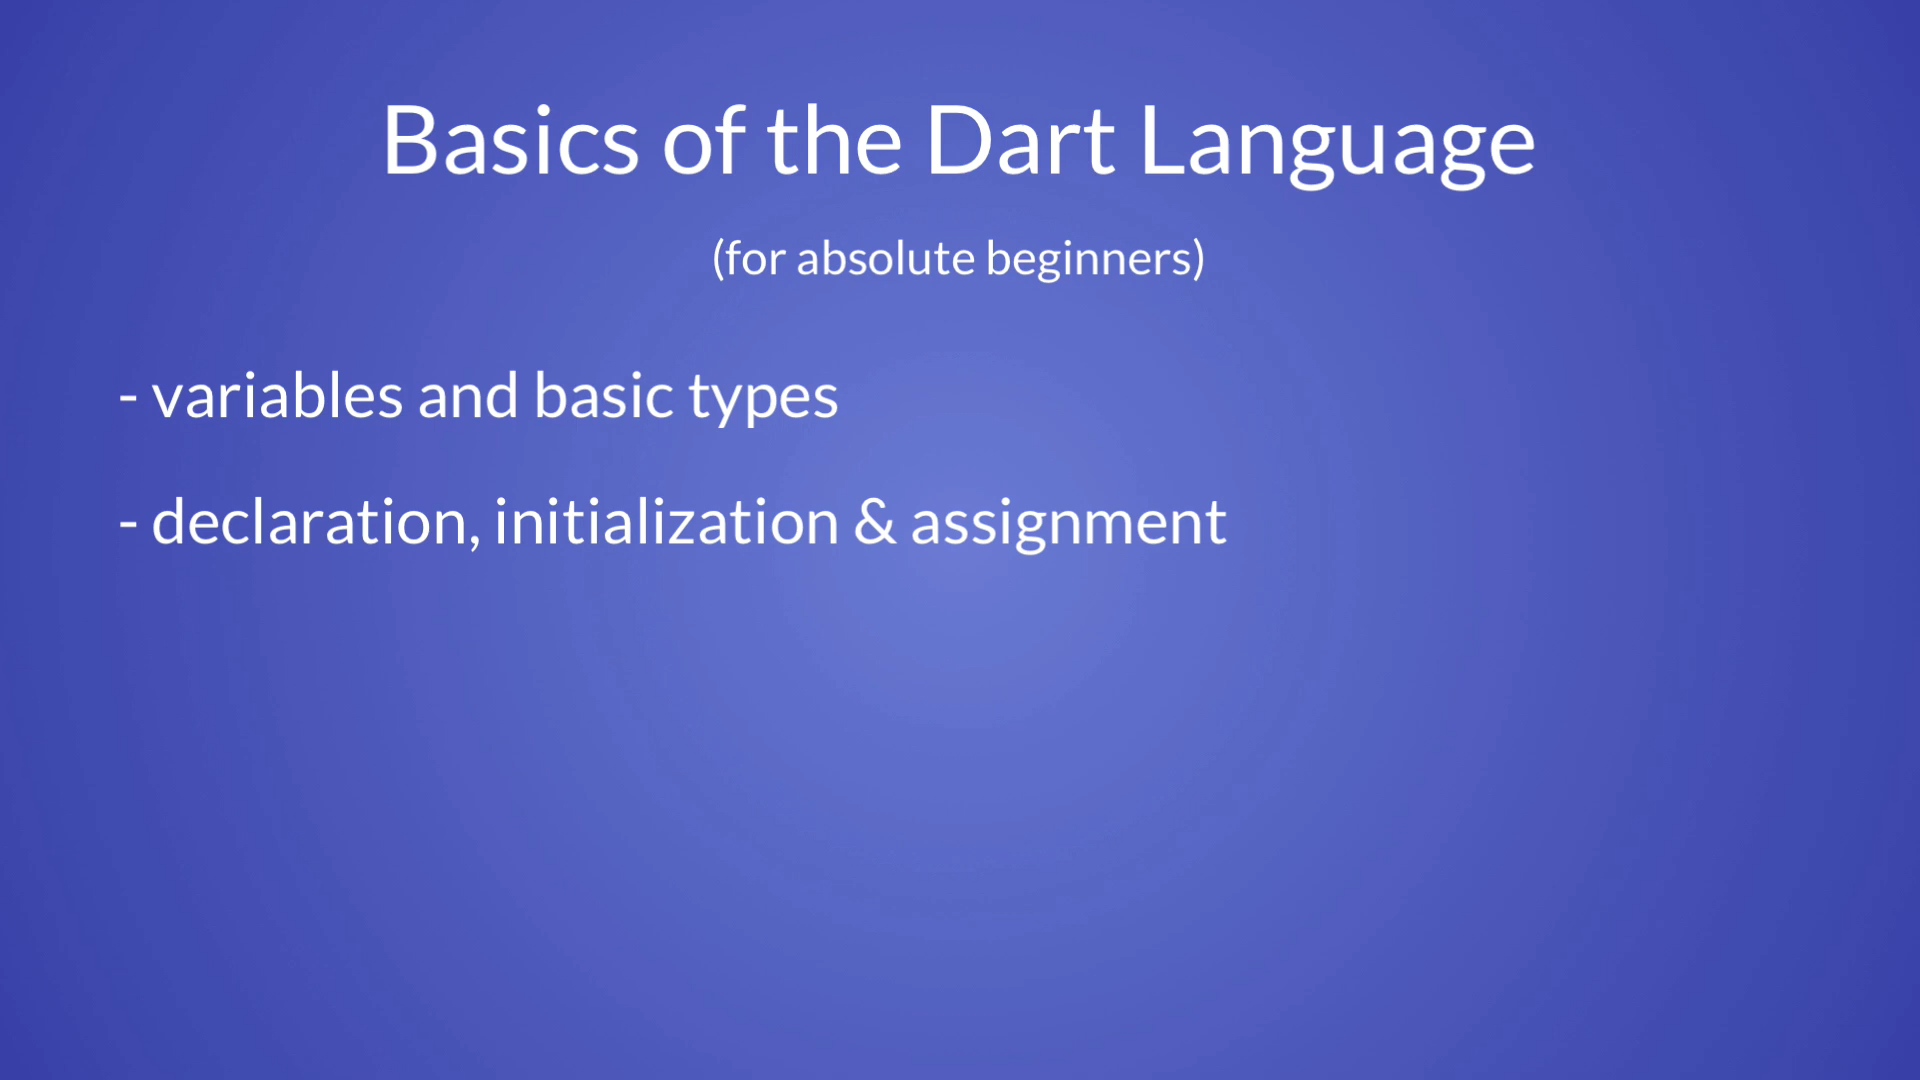 Basics of the Dart Language
(for absolute beginners)
- variables and basic types
- declaration, initialization & assignment